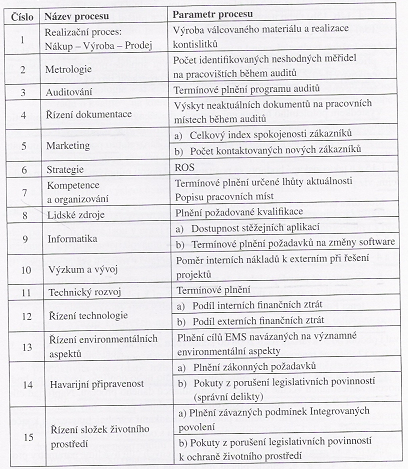 Číslo Název procesu Parametr procesu
1 Realizační proces: Nákup – Výroba – Prodej Výroba válcovaného materiálu a realizace
kontislitků
2 Metrologie Počet identifikovaných neshodných měřidel
na pracovištích během auditů
3 Auditování Termínové plnění programu auditů
4 Řízení dokumentace Výskyt neaktuálních dokumentů na pracovních
místech během auditů
5 Marketing a) Celkový index spokojenosti zákazníků
b) Počet kontaktovaných nových zákazníků
6 Strategie ROS
7 Kompetence a organizování Termínové plnění určené lhůty aktuálnosti
Popisu pracovních míst
8 Lidské zdroje Plnění požadované kvalifikace
9 Informatika a) Dostupnost stěžejních aplikací
b) Termínové plnění požadavků na změny software
10 Výzkum a vývoj Poměr interních nákladů k externím při řešení
projektů
11 Technický rozvoj Termínové plnění
12 Řízení technologie a) Podíl interních finančních ztrát
b) Podíl externích finančních ztrát
13 Řízení environmentálních aspektů Plnění cílů EMS navázaných na významné
environmentální aspekty
14 Havarijní připravenost a) Plnění zákonných požadavků
b) Pokuty z porušení legislativních povinností
(správní delikty)
15 Řízení složek životního prostředí a) Plnění závazných podmínek Integrovaných
povolení
b) Pokuty z porušení legislativních povinností
k ochraně životního prostředí